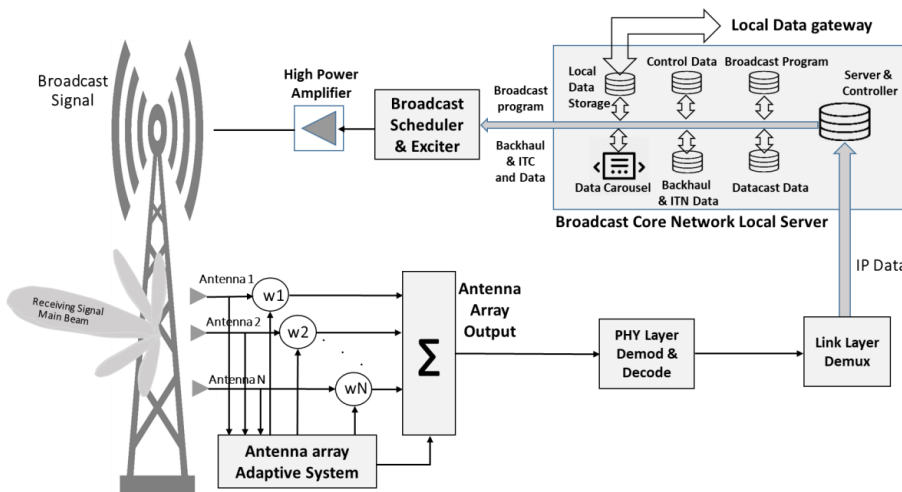 Local Data gateway
Broadcast
Signal
High Power
Amplifier
Broadcast
Scheduler
& Exciter
Broadcast
program
Backhaul
& ITC
and Data
Local
Data
Storage
Control Data
Broadcast Program
Server &
Controller
Data Carousel
Backhaul
& ITN Data
Datacast Data
Broadcast Core Network Local Server
IP Data
Receiving Signal
Main Beam
Antenna 1
w1
Antenna 2
w2
Antenna N
wN
Σ
Antenna
Array
Output
PHY Layer
Demod &
Decode
Link Layer
Demux
Antenna array
Adaptive System